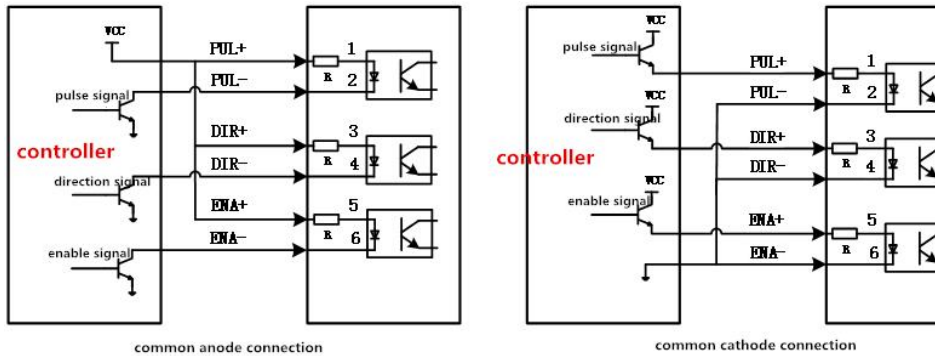 VCC
PUL+
1
R
PUL-
2
pulse signal
DIR+
3
R
controller
DIR-
4
direction signal
ENA+
5
R
ENA-
6
enable signal
common anode connection
VCC
pulse signal
PUL+
1
R
PUL-
2
VCC
direction signal
DIR+
3
R
controller
DIR-
4
VCC
enable signal
ENA+
5
R
ENA-
6
common cathode connection